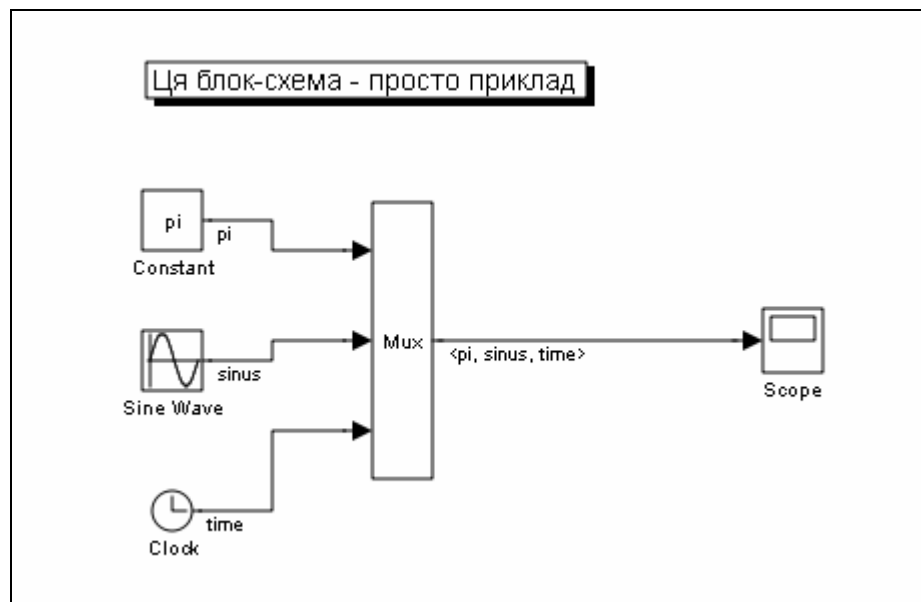 Ця блок-схема - просто приклад
pi
pi
Constant
sinus
Sine Wave
time
Clock
Mux
<pi, sinus, time>
Scope